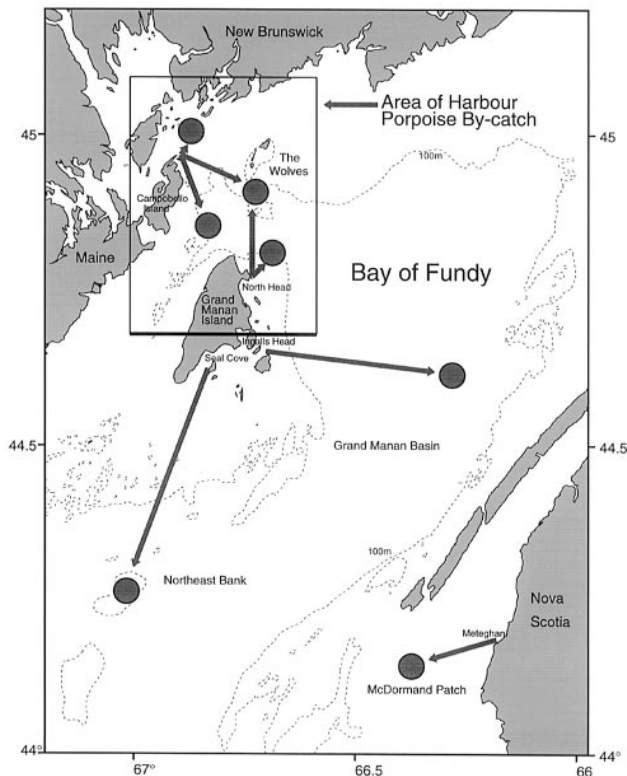 New Brunswick
Area of Harbour
Porpoise By-catch
45
45
100m
The
Wolves
Campobello
Island
Maine
Bay of Fundy
North Head
Grand
Manan
Island
Ingalls Head
Seal Cove
44.5
44.5
Grand Manan Basin
100m
Northeast Bank
Nova
Scotia
Meteghan
McDormand Patch
44°
44°
67°
66.5
66